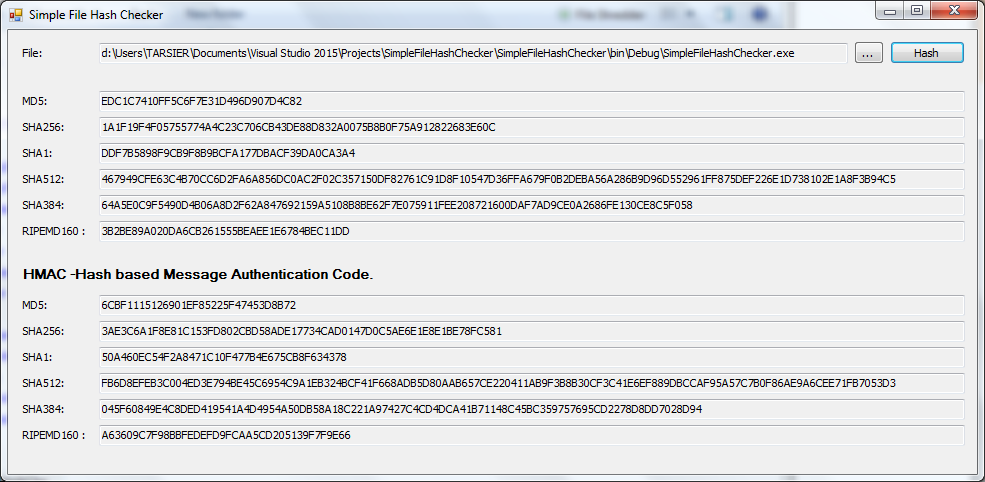 Simple File Hash Checker
File: d:\Users\TARSIER\Documents\Visual Studio 2015\Projects\SimpleFileHashChecker\SimpleFileHashChecker\bin\Debug\SimpleFileHashChecker.exe ... Hash
MD5: EDC1C7410FF5C6F7E31D496D907D4C82
SHA256: 1A1F19F4F05755774A4C23C706CB43DE88D832A0075B8B0F75A912822683E60C
SHA1: DDF7B5898F9CB9F8B9BCFA177DBACF39DA0CA3A4
SHA512: 467949CFE63C4B70CC6D2FA6A856DC0AC2F02C357150DF82761C91D8F10547D36FFA679F0B2DEBA56A286B9D96D552961FF875DEF226E1D738102E1A8F3B94C5
SHA384: 64A5E0C9F5490D4B06A8D2F62A847692159A5108B8BE62F7E075911FEE208721600DAF7AD9CE0A2686FE130CE8C5F058
RIPEMD160 : 3B2BE89A020DA6CB261555BEAEE1E6784BEC11DD
HMAC -Hash based Message Authentication Code.
MD5: 6CBF1115126901EF85225F47453D8B72
SHA256: 3AE3C6A1F8E81C153FD802CBD58ADE17734CAD0147D0C5AE6E1E8E1BE78FC581
SHA1: 50A460EC54F2A8471C10F477B4E675CB8F634378
SHA512: FB6D8EFEB3C004ED3E794BE45C6954C9A1EB324BCF41F668ADB5D80AAB657CE220411AB9F3B8B30CF3C41E6EF889DBCCAF95A57C7B0F86AE9A6CEE71FB7053D3
SHA384: 045F60849E4C8DED419541A4D4954A50DB58A18C221A97427C4CD4DCA41B71148C45BC359757695CD2278D8DD7028D94
RIPEMD160 : A63609C7F98BBFEDEFD9FCAA5CD205139F7F9E66